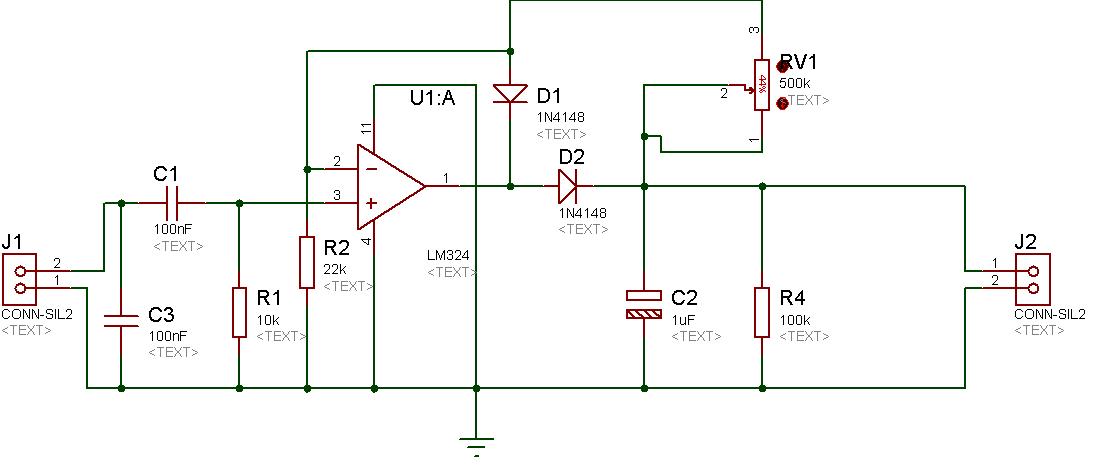 3
RV1
500k
<TEXT>
44%
2
1
U1:A
D1
1N4148
<TEXT>
11
2
3
1
4
LM324
<TEXT>
D2
1N4148
<TEXT>
C1
100nF
<TEXT>
J1
2
1
CONN-SIL2
<TEXT>
C3
100nF
<TEXT>
R1
10k
<TEXT>
R2
22k
<TEXT>
C2
1uF
<TEXT>
R4
100k
<TEXT>
J2
1
2
CONN-SIL2
<TEXT>